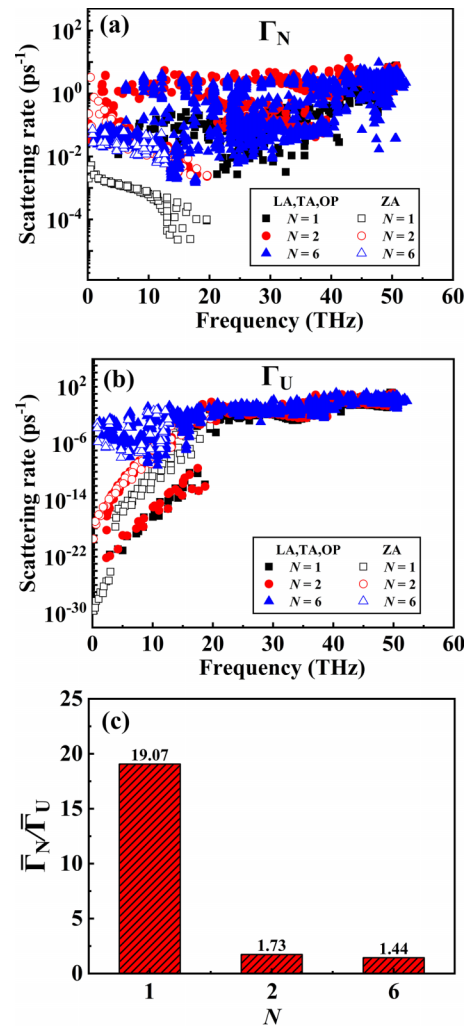 (a)
Γ_N
Scattering rate (ps⁻¹)
10²
10⁰
10⁻²
10⁻⁴
LA,TA,OP ZA
N = 1 N = 1
N = 2 N = 2
N = 6 N = 6
0 10 20 30 40 50 60
Frequency (THz)
(b)
Γ_U
Scattering rate (ps⁻¹)
10²
10⁻⁶
10⁻¹⁴
10⁻²²
10⁻³⁰
LA,TA,OP ZA
N = 1 N = 1
N = 2 N = 2
N = 6 N = 6
0 10 20 30 40 50 60
Frequency (THz)
(c)
Γ̿_N/Γ̿_U
25
20
15
10
5
0
19.07
1.73
1.44
1 2 6
N